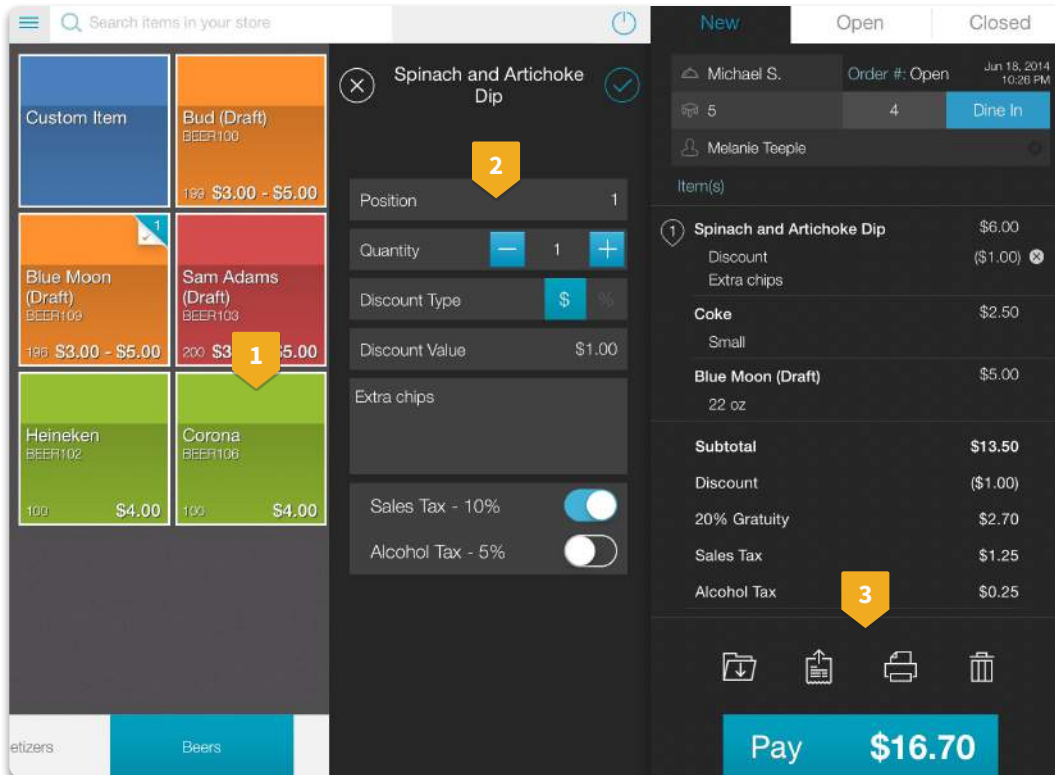 Search items in your store
Custom Item
Bud (Draft)
BEER100
199 $3.00 - $5.00
1
Blue Moon
(Draft)
BEER109
196 $3.00 - $5.00
Sam Adams
(Draft)
BEER103
200 $3 5.00
1
Heineken
BEER102
100 $4.00
Corona
BEER106
100 $4.00
etizers
Beers
Spinach and Artichoke
Dip
2
Position 1
Quantity − 1 +
Discount Type $ %
Discount Value $1.00
Extra chips
Sales Tax - 10%
Alcohol Tax - 5%
New Open Closed
Michael S. Order #: Open Jun 18, 2014
10:26 PM
5 4 Dine In
Melanie Teeple
Item(s)
1 Spinach and Artichoke Dip $6.00
Discount ($1.00)
Extra chips
Coke $2.50
Small
Blue Moon (Draft) $5.00
22 oz
Subtotal $13.50
Discount ($1.00)
20% Gratuity $2.70
Sales Tax $1.25
Alcohol Tax $0.25
3
Pay $16.70